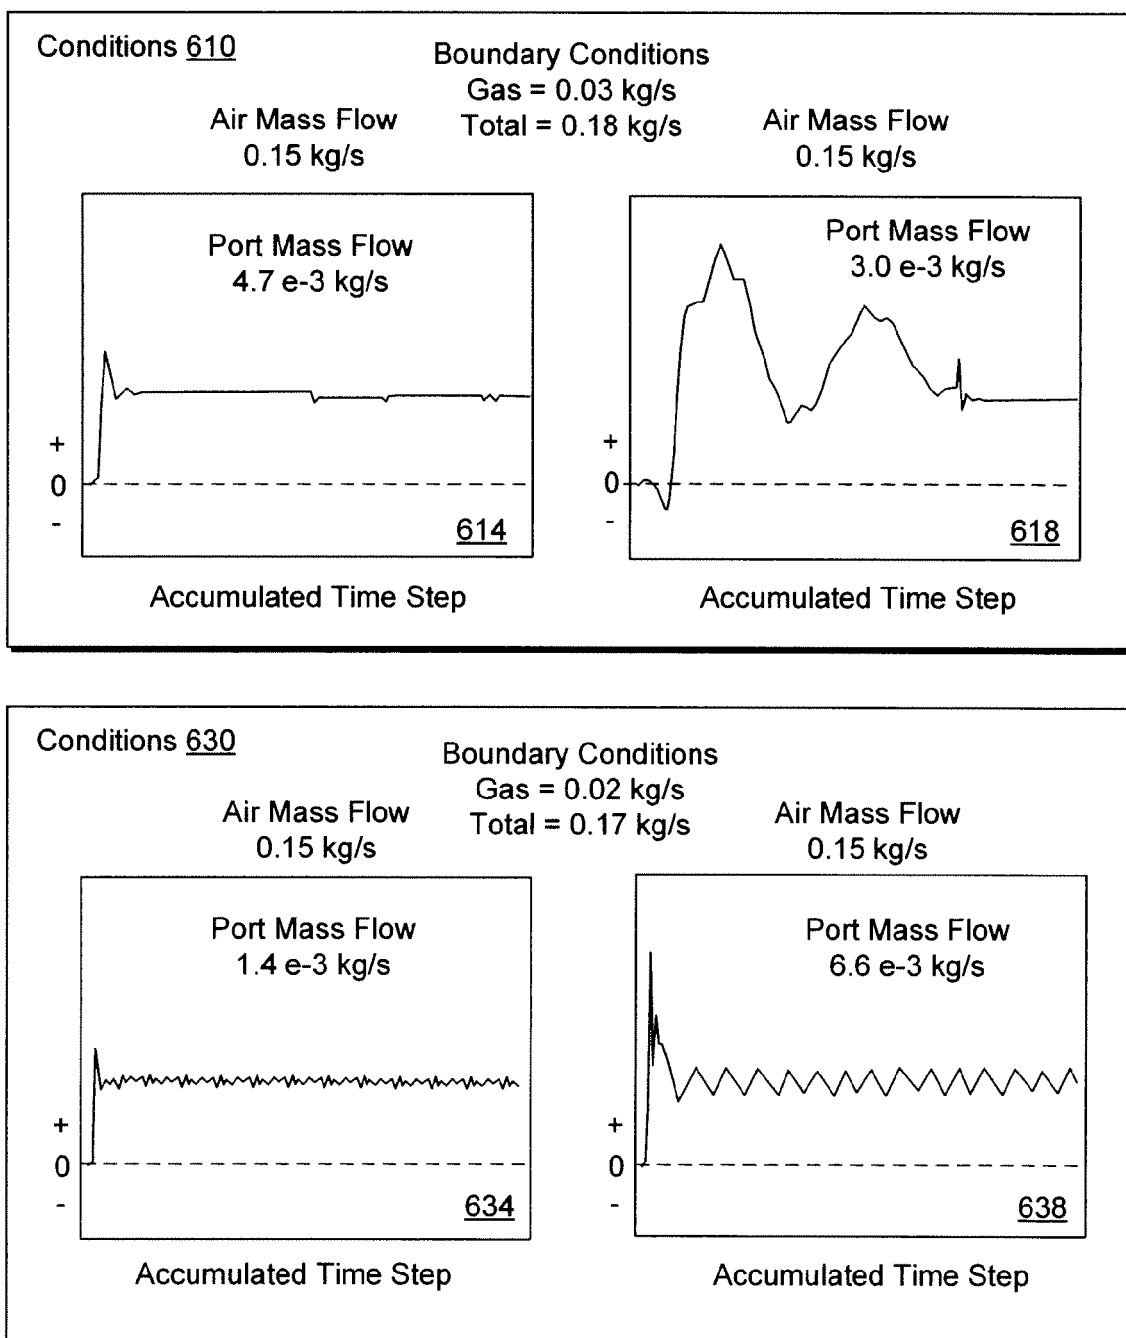 Conditions 610
Boundary Conditions
Gas = 0.03 kg/s
Total = 0.18 kg/s
Air Mass Flow
0.15 kg/s
Air Mass Flow
0.15 kg/s
Port Mass Flow
4.7 e-3 kg/s
+
0
-
614
Accumulated Time Step
Port Mass Flow
3.0 e-3 kg/s
+
0
-
618
Accumulated Time Step
Conditions 630
Boundary Conditions
Gas = 0.02 kg/s
Total = 0.17 kg/s
Air Mass Flow
0.15 kg/s
Air Mass Flow
0.15 kg/s
Port Mass Flow
1.4 e-3 kg/s
+
0
-
634
Accumulated Time Step
Port Mass Flow
6.6 e-3 kg/s
+
0
-
638
Accumulated Time Step